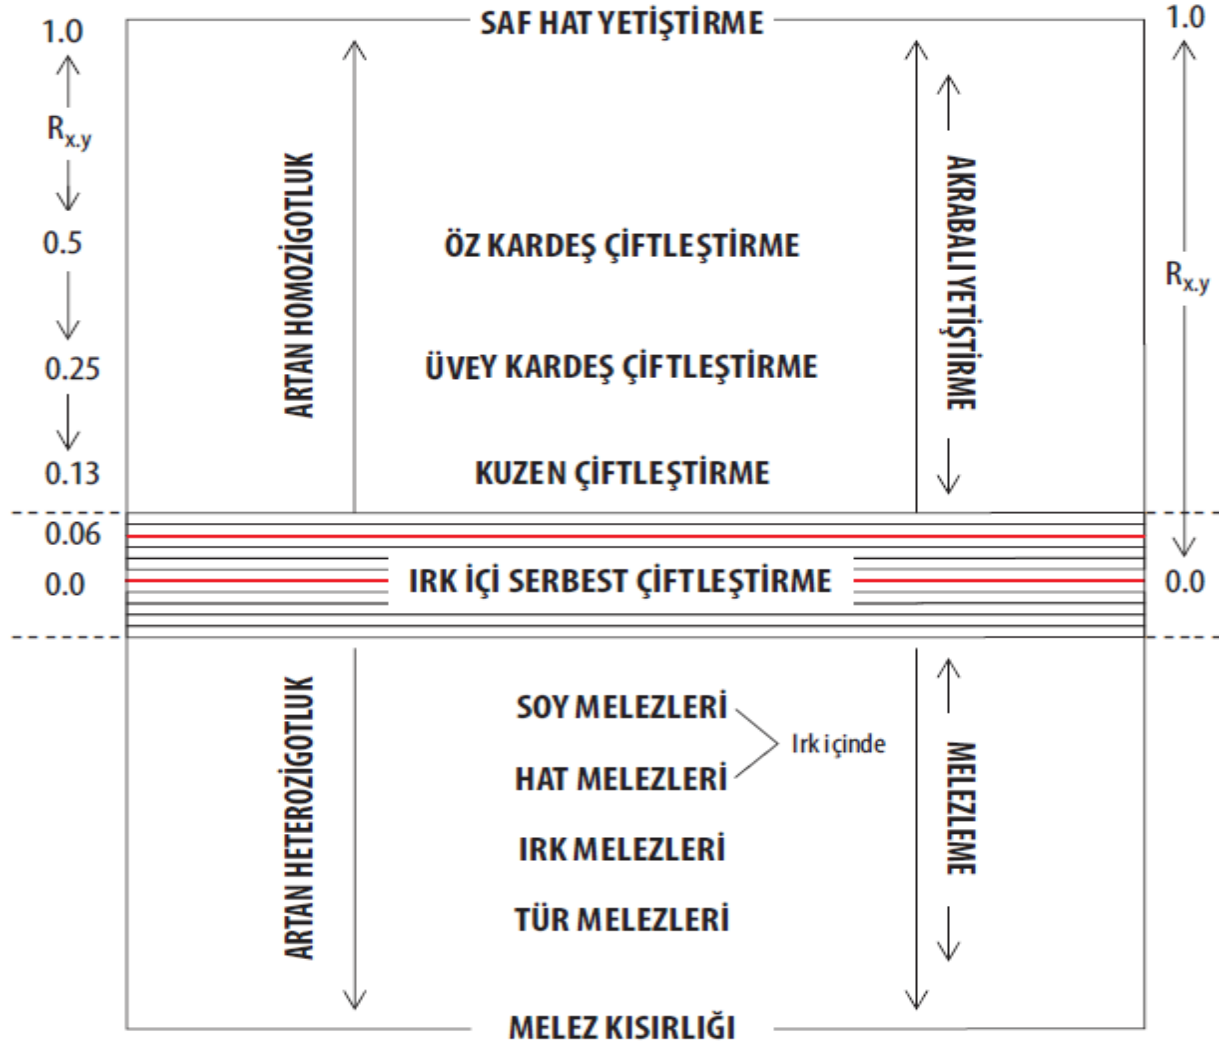 1.0
SAF HAT YETİŞTİRME
1.0
R x.y
ARTAN HOMOZİGOTLUK
AKRABALI YETİŞTİRME
0.5
ÖZ KARDEŞ ÇİFTLEŞTİRME
R x.y
0.25
ÜVEY KARDEŞ ÇİFTLEŞTİRME
0.13
KUZEN ÇİFTLEŞTİRME
0.06
0.0
IRK İÇİ SERBEST ÇİFTLEŞTİRME
0.0
ARTAN HETEROZİGOTLUK
SOY MELEZLERİ
Irk içinde
HAT MELEZLERİ
MELEZLEME
IRK MELEZLERİ
TÜR MELEZLERİ
MELEZ KISIRLIĞI